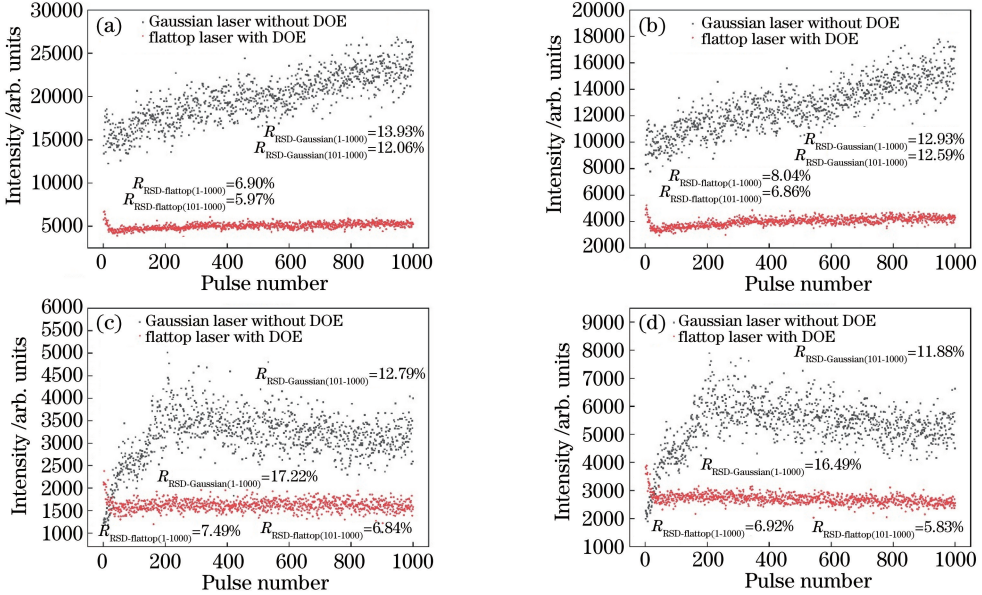 (a)
Gaussian laser without DOE
flattop laser with DOE
Intensity /arb. units
30000
25000
20000
15000
10000
5000
R_RSD-Gaussian(1-1000)=13.93%
R_RSD-Gaussian(101-1000)=12.06%
R_RSD-flattop(1-1000)=6.90%
R_RSD-flattop(101-1000)=5.97%
0 200 400 600 800 1000
Pulse number
(b)
Gaussian laser without DOE
flattop laser with DOE
Intensity /arb. units
20000
18000
16000
14000
12000
10000
8000
6000
4000
2000
R_RSD-Gaussian(1-1000)=12.93%
R_RSD-Gaussian(101-1000)=12.59%
R_RSD-flattop(1-1000)=8.04%
R_RSD-flattop(101-1000)=6.86%
0 200 400 600 800 1000
Pulse number
(c)
Gaussian laser without DOE
flattop laser with DOE
Intensity /arb. units
6000
5500
5000
4500
4000
3500
3000
2500
2000
1500
1000
R_RSD-Gaussian(101-1000)=12.79%
R_RSD-Gaussian(1-1000)=17.22%
R_RSD-flattop(1-1000)=7.49%
R_RSD-flattop(101-1000)=6.84%
0 200 400 600 800 1000
Pulse number
(d)
Gaussian laser without DOE
flattop laser with DOE
Intensity /arb. units
9000
8000
7000
6000
5000
4000
3000
2000
1000
R_RSD-Gaussian(101-1000)=11.88%
R_RSD-Gaussian(1-1000)=16.49%
R_RSD-flattop(1-1000)=6.92%
R_RSD-flattop(101-1000)=5.83%
0 200 400 600 800 1000
Pulse number